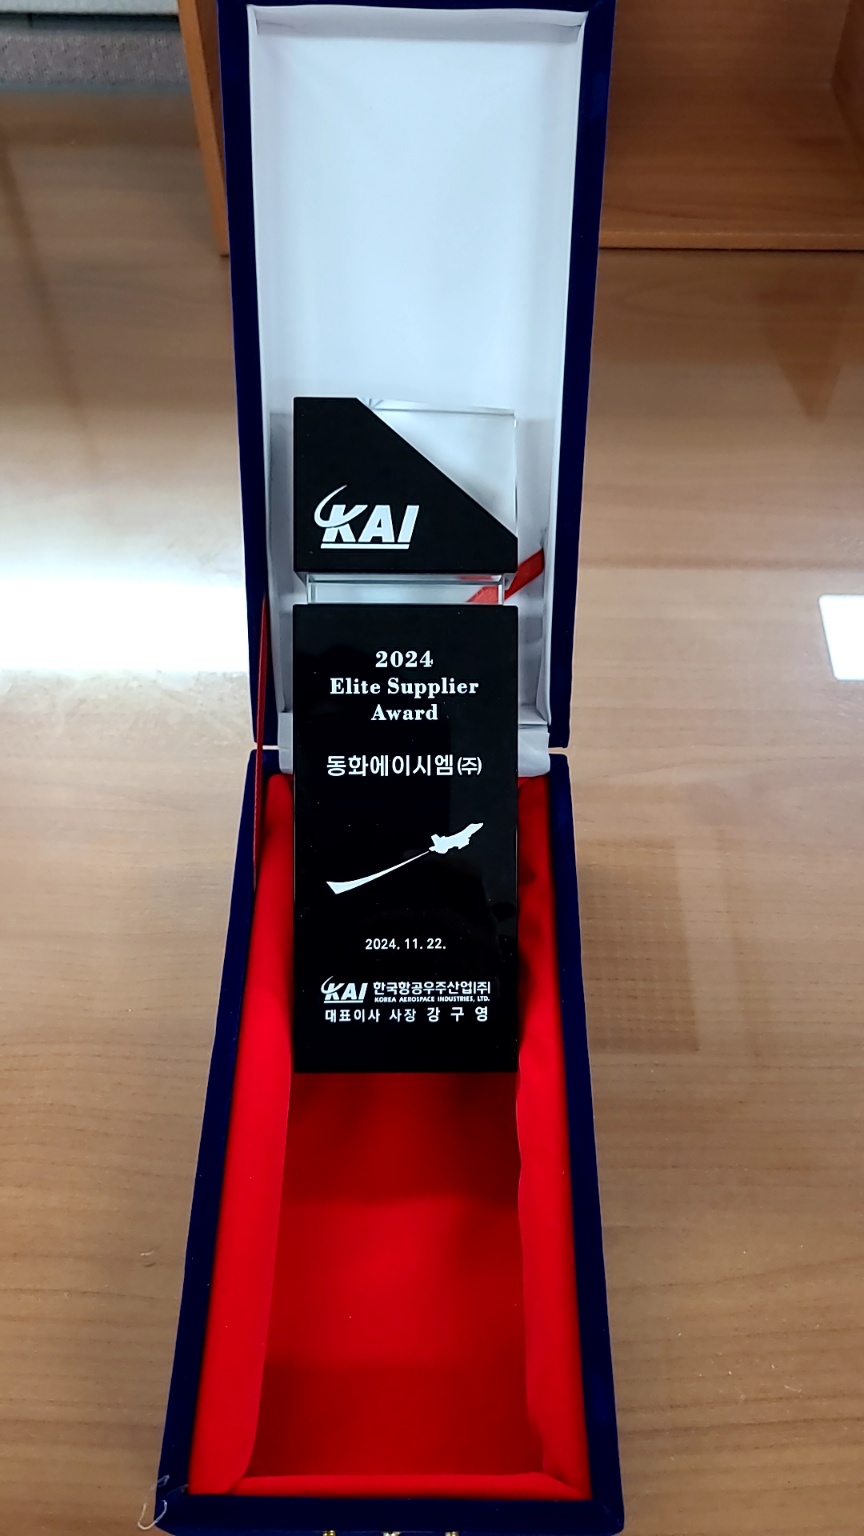 KAI
2024
Elite Supplier
Award
동화에이시엠㈜
2024. 11. 22.
KAI 한국항공우주산업(주)
KOREA AEROSPACE INDUSTRIES, LTD.
대표이사 사장 강 구 영